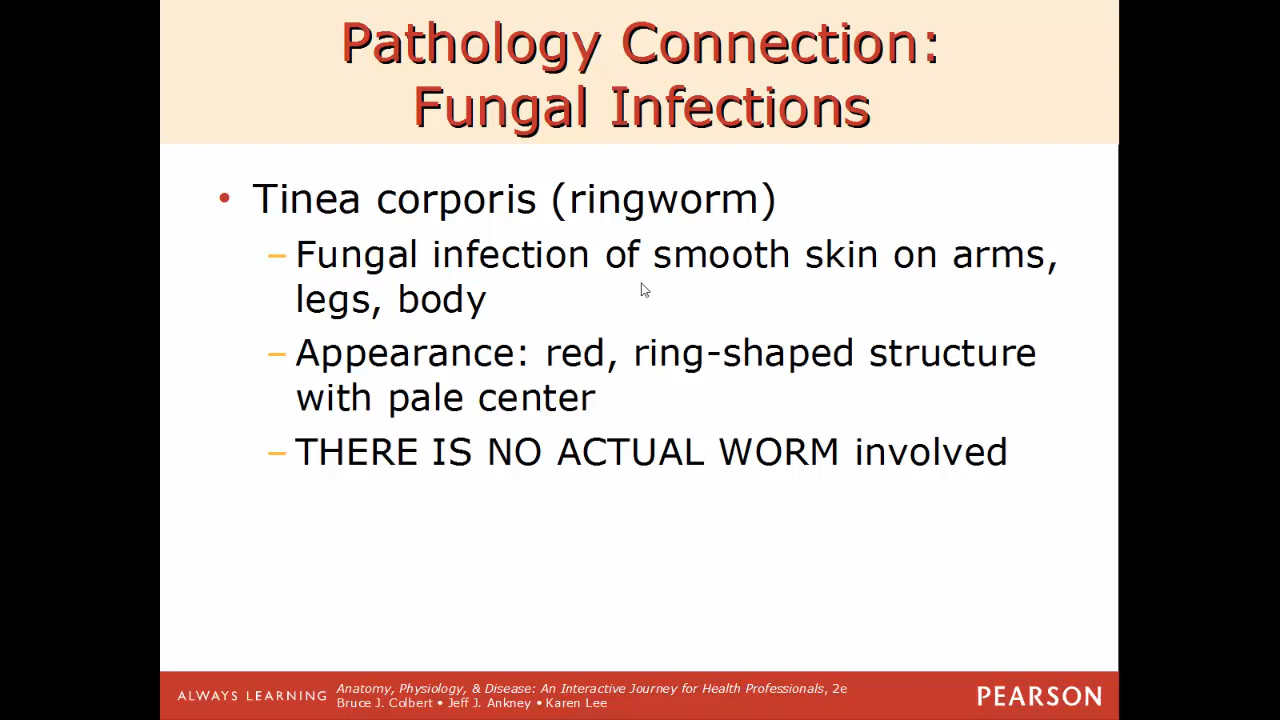 Pathology Connection:
Fungal Infections
• Tinea corporis (ringworm)
– Fungal infection of smooth skin on arms,
legs, body
– Appearance: red, ring-shaped structure
with pale center
– THERE IS NO ACTUAL WORM involved
ALWAYS LEARNING
Anatomy, Physiology, & Disease: An Interactive Journey for Health Professionals, 2e
Bruce J. Colbert • Jeff J. Ankney • Karen Lee
PEARSON